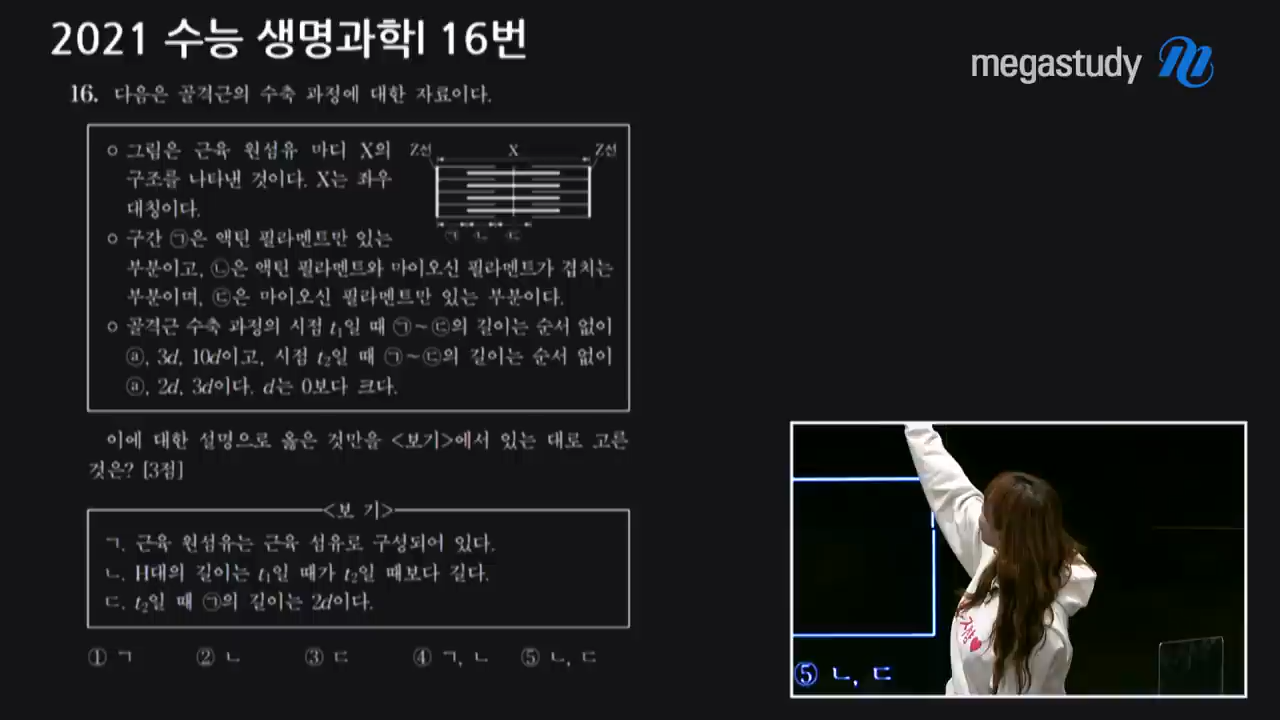 2021 수능 생명과학I 16번
megastudy
16. 다음은 골격근의 수축 과정에 대한 자료이다.
○ 그림은 근육 원섬유 마디 X의
구조를 나타낸 것이다. X는 좌우
대칭이다.
Z선 X Z선
㉠ ㉡ ㉢
○ 구간 ㉠은 액틴 필라멘트만 있는
부분이고, ㉡은 액틴 필라멘트와 마이오신 필라멘트가 겹치는
부분이며, ㉢은 마이오신 필라멘트만 있는 부분이다.
○ 골격근 수축 과정의 시점 t₁일 때 ㉠~㉢의 길이는 순서 없이
ⓐ, 3d, 10d이고, 시점 t₂일 때 ㉠~㉢의 길이는 순서 없이
ⓐ, 2d, 3d이다. d는 0보다 크다.
이에 대한 설명으로 옳은 것만을 <보기>에서 있는 대로 고른
것은? [3점]
<보 기>
ㄱ. 근육 원섬유는 근육 섬유로 구성되어 있다.
ㄴ. H대의 길이는 t₁일 때가 t₂일 때보다 길다.
ㄷ. t₂일 때 ㉠의 길이는 2d이다.
① ㄱ ② ㄴ ③ ㄷ ④ ㄱ, ㄴ ⑤ ㄴ, ㄷ
⑤ ㄴ, ㄷ